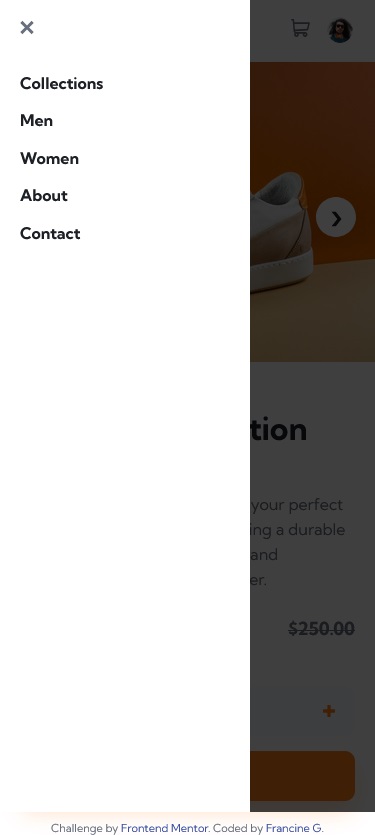 Collections
Men
Women
About
Contact
tion
your perfect
ing a durable
and
er.
$250.00
Challenge by Frontend Mentor. Coded by Francine G.